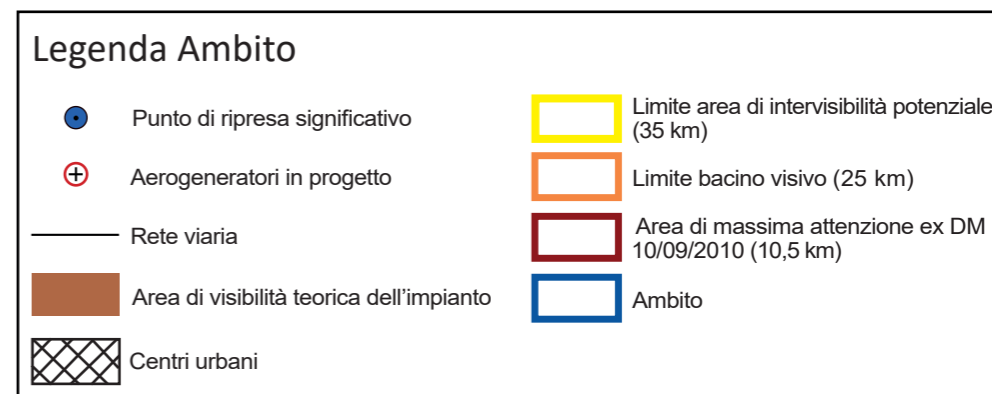 Legenda Ambito
Punto di ripresa significativo
Aerogeneratori in progetto
Rete viaria
Area di visibilità teorica dell'impianto
Centri urbani
Limite area di intervisibilità potenziale
(35 km)
Limite bacino visivo (25 km)
Area di massima attenzione ex DM
10/09/2010 (10,5 km)
Ambito